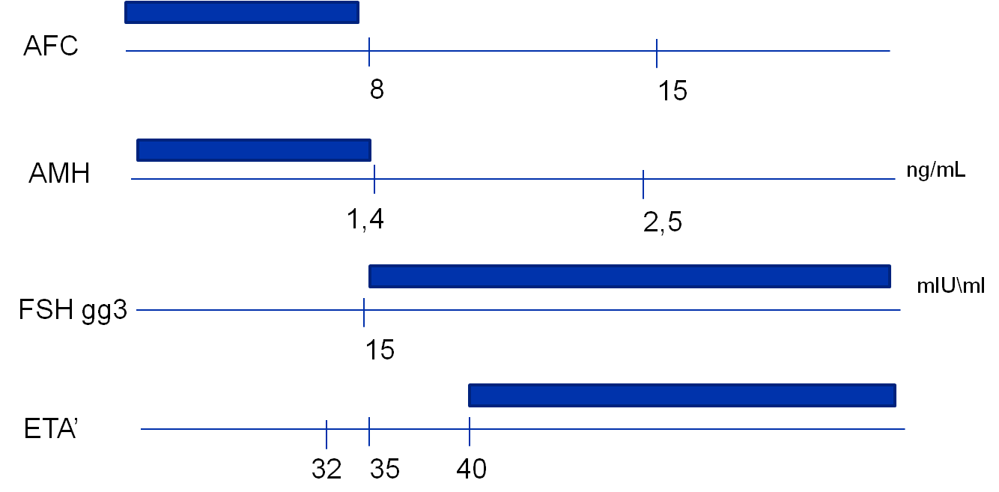 AFC
8
15
AMH
ng/mL
1,4
2,5
FSH gg3
mIU\ml
15
ETA’
32
35
40